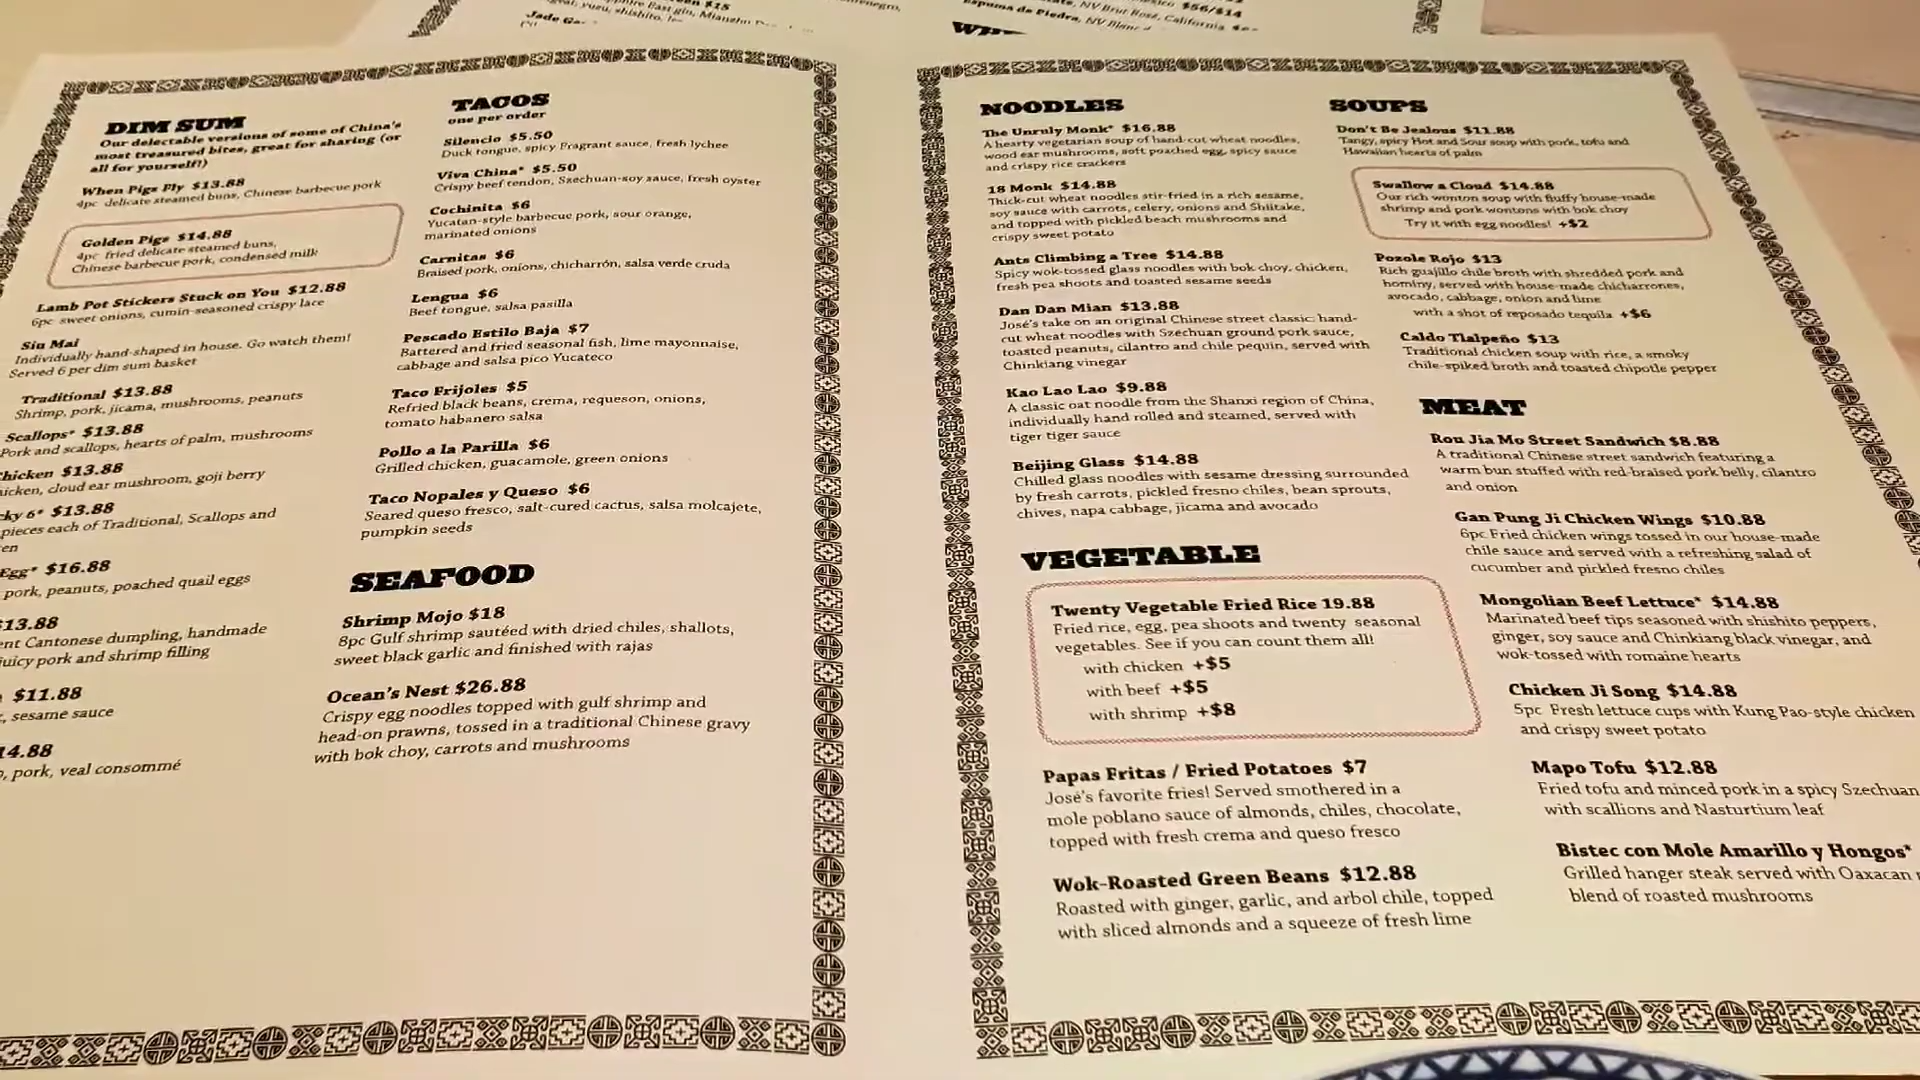 een $15
East gin, Mianzhu
yuzu, shishito,
Jade Ga
$56/$14
NV Brut Rosé, California
Espuma de Piedra, NV Blanc
DIM SUM
Our delectable versions of some of China's
most treasured bites, great for sharing (or
all for yourself!)
When Pigs Fly $13.88
4pc delicate steamed buns, Chinese barbecue pork
Golden Pigs $14.88
4pc fried delicate steamed buns,
Chinese barbecue pork, condensed milk
Lamb Pot Stickers Stuck on You $12.88
6pc sweet onions, cumin-seasoned crispy lace
Siu Mai
Individually hand-shaped in house. Go watch them!
Served 6 per dim sum basket
Traditional $13.88
Shrimp, pork, jicama, mushrooms, peanuts
Scallops* $13.88
Pork and scallops, hearts of palm, mushrooms
hicken $13.88
icken, cloud ear mushroom, goji berry
cky 6* $13.88
pieces each of Traditional, Scallops and
en
Egg* $16.88
pork, peanuts, poached quail eggs
$13.88
ent Cantonese dumpling, handmade
juicy pork and shrimp filling
$11.88
, sesame sauce
14.88
, pork, veal consommé
TACOS
one per order
Silencio $5.50
Duck tongue, spicy Fragrant sauce, fresh lychee
Viva China* $5.50
Crispy beef tendon, Szechuan-soy sauce, fresh oyster
Cochinita $6
Yucatan-style barbecue pork, sour orange,
marinated onions
Carnitas $6
Braised pork, onions, chicharrón, salsa verde cruda
Lengua $6
Beef tongue, salsa pasilla
Pescado Estilo Baja $7
Battered and fried seasonal fish, lime mayonnaise,
cabbage and salsa pico Yucateco
Taco Frijoles $5
Refried black beans, crema, requeson, onions,
tomato habanero salsa
Pollo a la Parilla $6
Grilled chicken, guacamole, green onions
Taco Nopales y Queso $6
Seared queso fresco, salt-cured cactus, salsa molcajete,
pumpkin seeds
SEAFOOD
Shrimp Mojo $18
8pc Gulf shrimp sautéed with dried chiles, shallots,
sweet black garlic and finished with rajas
Ocean's Nest $26.88
Crispy egg noodles topped with gulf shrimp and
head-on prawns, tossed in a traditional Chinese gravy
with bok choy, carrots and mushrooms
NOODLES
The Unruly Monk* $16.88
A hearty vegetarian soup of hand-cut wheat noodles,
wood ear mushrooms, soft poached egg, spicy sauce
and crispy rice crackers
18 Monk $14.88
Thick-cut wheat noodles stir-fried in a rich sesame,
soy sauce with carrots, celery, onions and Shiitake,
and topped with pickled beach mushrooms and
crispy sweet potato
Ants Climbing a Tree $14.88
Spicy wok-tossed glass noodles with bok choy, chicken,
fresh pea shoots and toasted sesame seeds
Dan Dan Mian $13.88
José's take on an original Chinese street classic: hand-
cut wheat noodles with Szechuan ground pork sauce,
toasted peanuts, cilantro and chile pequin, served with
Chinkiang vinegar
Kao Lao Lao $9.88
A classic oat noodle from the Shanxi region of China,
individually hand rolled and steamed, served with
tiger tiger sauce
Beijing Glass $14.88
Chilled glass noodles with sesame dressing surrounded
by fresh carrots, pickled fresno chiles, bean sprouts,
chives, napa cabbage, jicama and avocado
VEGETABLE
Twenty Vegetable Fried Rice 19.88
Fried rice, egg, pea shoots and twenty seasonal
vegetables. See if you can count them all!
with chicken +$5
with beef +$5
with shrimp +$8
Papas Fritas / Fried Potatoes $7
José's favorite fries! Served smothered in a
mole poblano sauce of almonds, chiles, chocolate,
topped with fresh crema and queso fresco
Wok-Roasted Green Beans $12.88
Roasted with ginger, garlic, and arbol chile, topped
with sliced almonds and a squeeze of fresh lime
SOUPS
Don't Be Jealous $11.88
Tangy, spicy Hot and Sour soup with pork, tofu and
Hawaiian hearts of palm
Swallow a Cloud $14.88
Our rich wonton soup with fluffy house-made
shrimp and pork wontons with bok choy
Try it with egg noodles! +$2
Pozole Rojo $13
Rich guajillo chile broth with shredded pork and
hominy, served with house-made chicharrones,
avocado, cabbage, onion and lime
with a shot of reposado tequila +$6
Caldo Tlalpeño $13
Traditional chicken soup with rice, a smoky
chile-spiked broth and toasted chipotle pepper
MEAT
Rou Jia Mo Street Sandwich $8.88
A traditional Chinese street sandwich featuring a
warm bun stuffed with red-braised pork belly, cilantro
and onion
Gan Pung Ji Chicken Wings $10.88
6pc Fried chicken wings tossed in our house-made
chile sauce and served with a refreshing salad of
cucumber and pickled fresno chiles
Mongolian Beef Lettuce* $14.88
Marinated beef tips seasoned with shishito peppers,
ginger, soy sauce and Chinkiang black vinegar, and
wok-tossed with romaine hearts
Chicken Ji Song $14.88
5pc Fresh lettuce cups with Kung Pao-style chicken
and crispy sweet potato
Mapo Tofu $12.88
Fried tofu and minced pork in a spicy Szechuan
with scallions and Nasturtium leaf
Bistec con Mole Amarillo y Hongos*
Grilled hanger steak served with Oaxacan
blend of roasted mushrooms